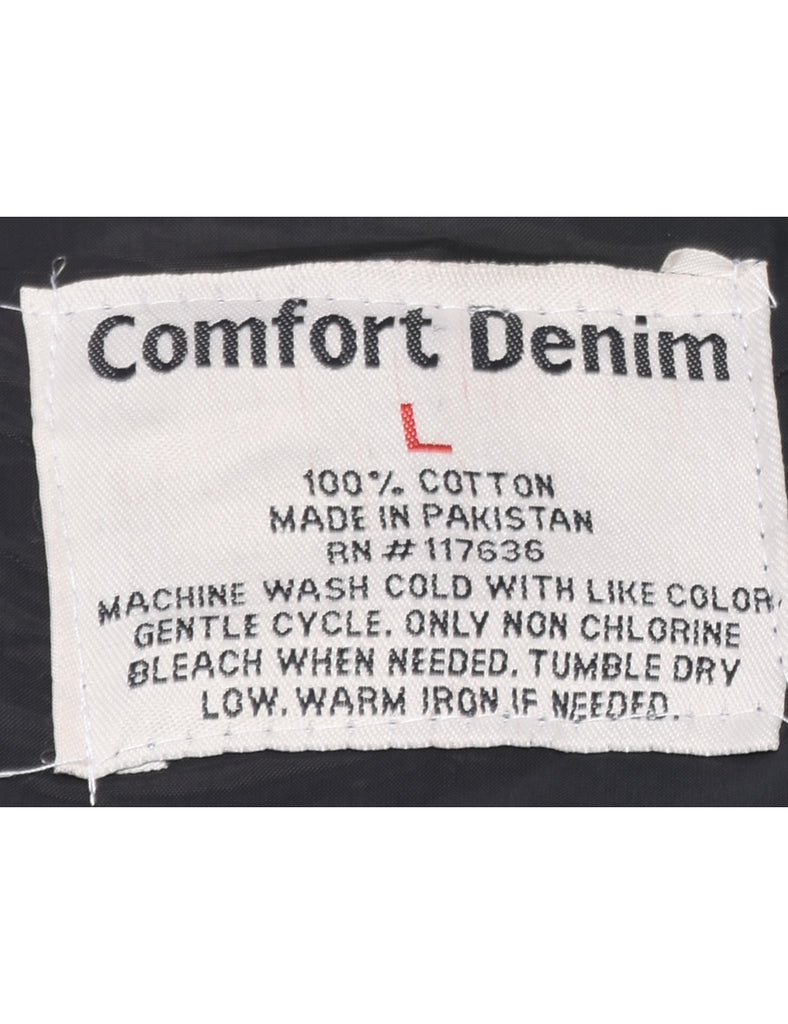 Comfort Denim
L
100% COTTON
MADE IN PAKISTAN
RN # 117636
MACHINE WASH COLD WITH LIKE COLOR.
GENTLE CYCLE. ONLY NON CHLORINE
BLEACH WHEN NEEDED. TUMBLE DRY
LOW. WARM IRON IF NEEDED.